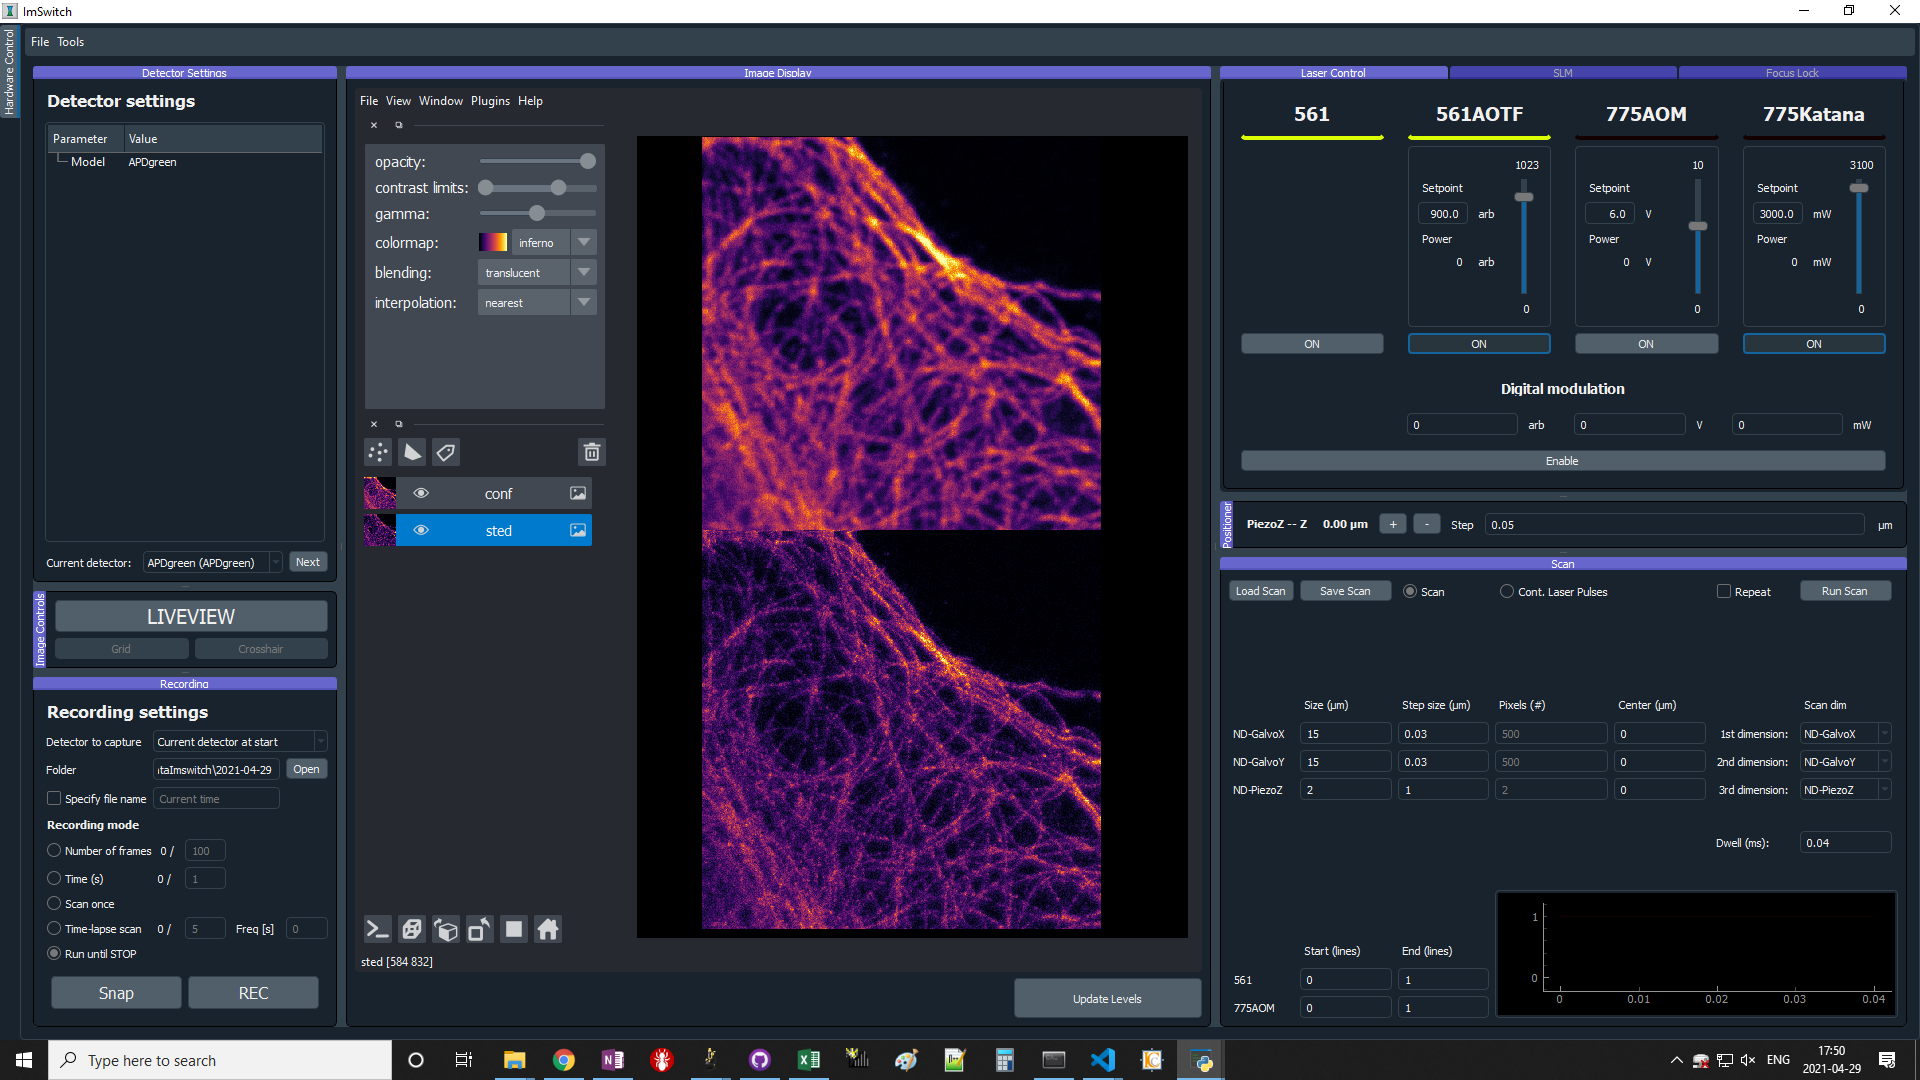 ImSwitch
Hardware Control
File Tools
Detector Settings
Detector settings
Parameter Value
Model APDgreen
Current detector: APDgreen (APDgreen) Next
Image Controls
LIVEVIEW
Grid Crosshair
Recording
Recording settings
Detector to capture Current detector at start
Folder ıtaImswitch\2021-04-29 Open
Specify file name Current time
Recording mode
Number of frames 0 / 100
Time (s) 0 / 1
Scan once
Time-lapse scan 0 / 5 Freq [s] 0
Run until STOP
Snap REC
Image Display
File View Window Plugins Help
opacity:
contrast limits:
gamma:
colormap: inferno
blending: translucent
interpolation: nearest
conf
sted
sted [584 832]
Update Levels
Laser Control SLM Focus Lock
561 561AOTF 775AOM 775Katana
1023 10 3100
Setpoint Setpoint Setpoint
900.0 arb 6.0 V 3000.0 mW
Power Power Power
0 arb 0 V 0 mW
0 0 0
ON ON ON ON
Digital modulation
0 arb 0 V 0 mW
Enable
Positioner
PiezoZ -- Z 0.00 µm + - Step 0.05 µm
Scan
Load Scan Save Scan Scan Cont. Laser Pulses Repeat Run Scan
Size (µm) Step size (µm) Pixels (#) Center (µm) Scan dim
ND-GalvoX 15 0.03 500 0 1st dimension: ND-GalvoX
ND-GalvoY 15 0.03 500 0 2nd dimension: ND-GalvoY
ND-PiezoZ 2 1 2 0 3rd dimension: ND-PiezoZ
Dwell (ms): 0.04
Start (lines) End (lines)
561 0 1
775AOM 0 1
1
0
0 0.01 0.02 0.03 0.04
Type here to search
ENG
17:50
2021-04-29